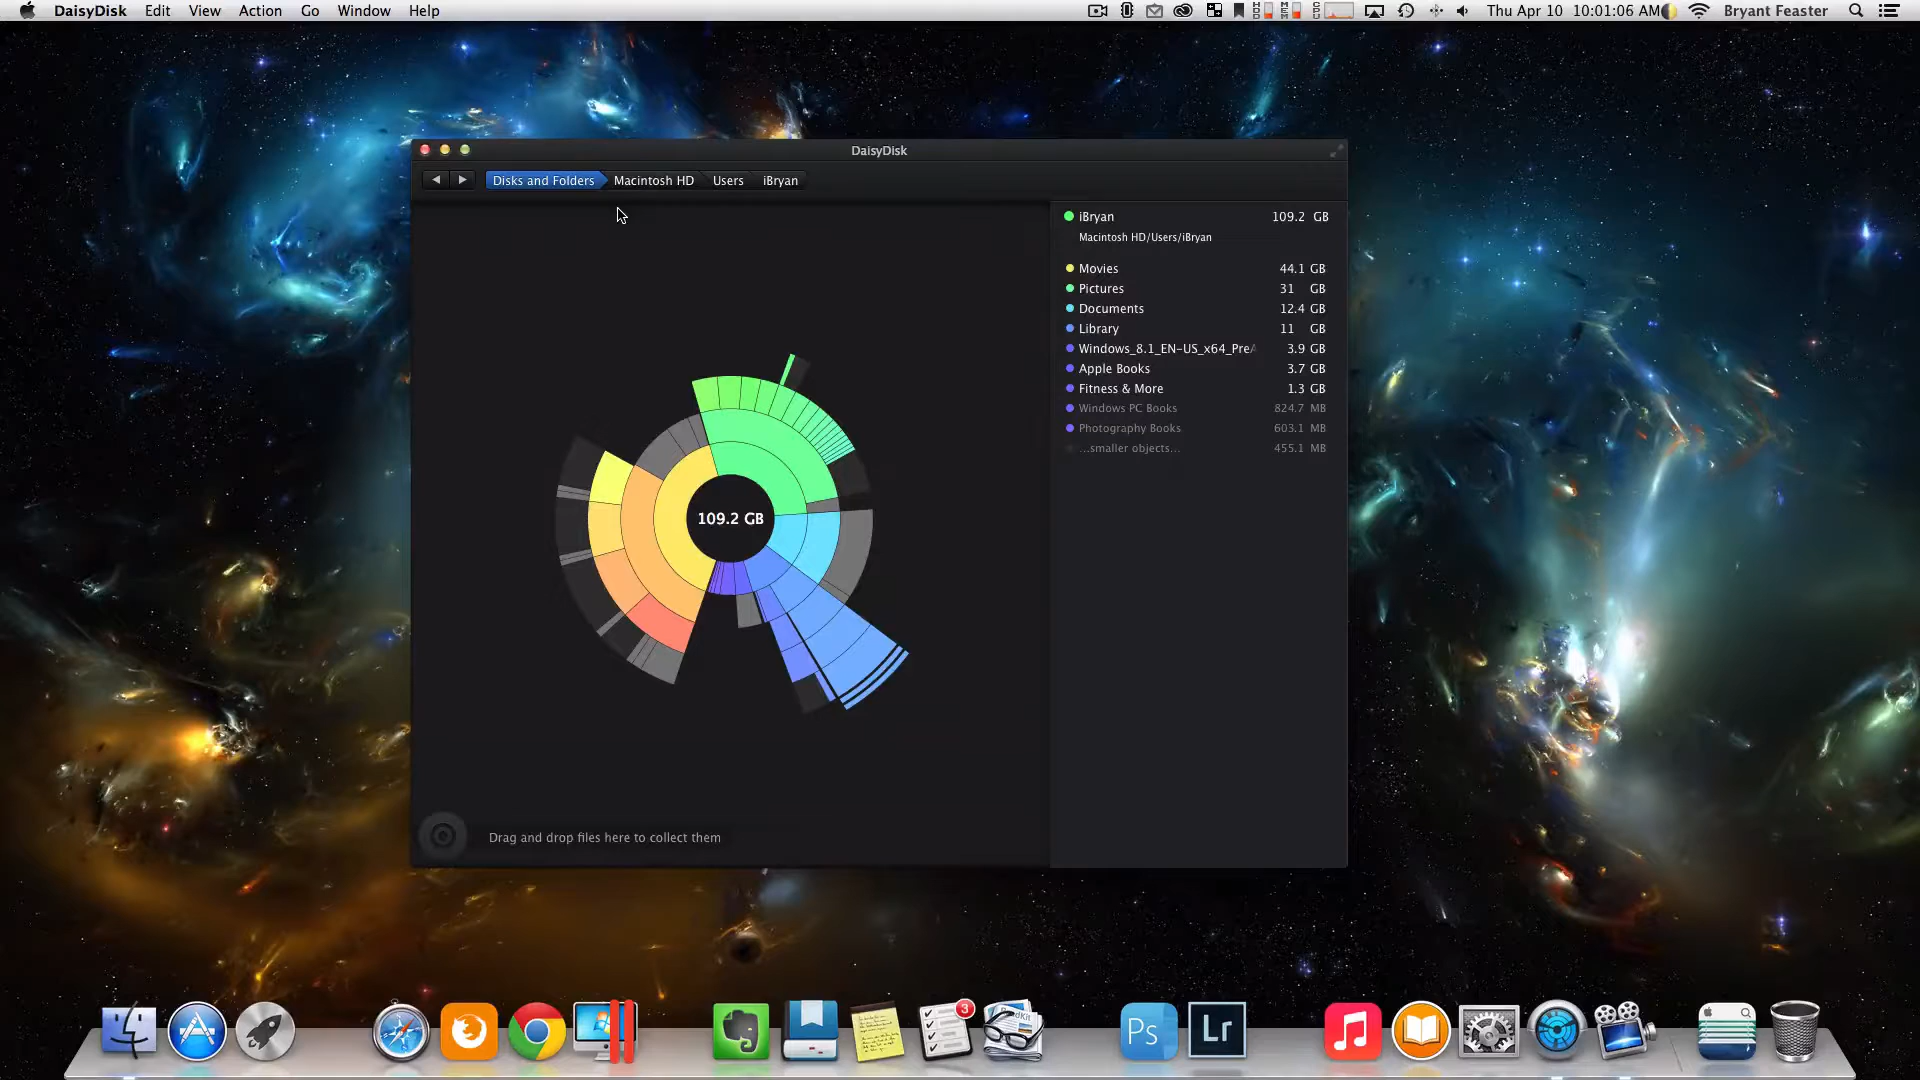 DaisyDisk Edit View Action Go Window Help Thu Apr 10 10:01:06 AM Bryant Feaster
DaisyDisk
Disks and Folders Macintosh HD Users iBryan
iBryan 109.2 GB
Macintosh HD/Users/iBryan
Movies 44.1 GB
Pictures 31 GB
Documents 12.4 GB
Library 11 GB
Windows_8.1_EN-US_x64_Pre
3.9 GB
Apple Books 3.7 GB
Fitness & More 1.3 GB
Windows PC Books 824.7 MB
Photography Books 603.1 MB
...smaller objects... 455.1 MB
109.2 GB
Drag and drop files here to collect them
3
Ps
Lr